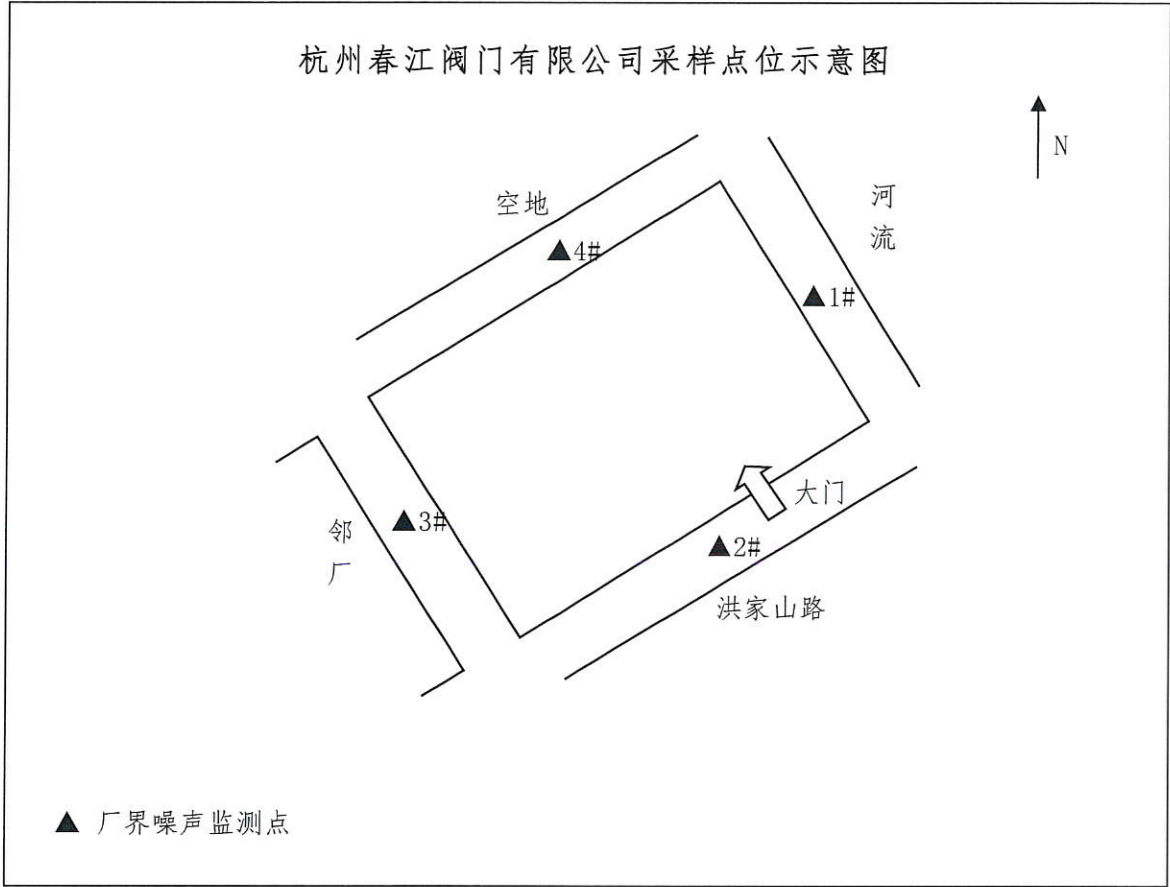 杭州春江阀门有限公司采样点位示意图
N
河
流
空地
▲4#
▲1#
大门
邻
厂
▲3#
▲2#
洪家山路
▲ 厂界噪声监测点